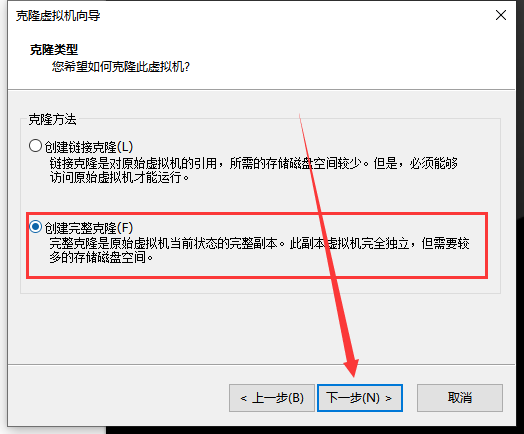 克隆虚拟机向导
克隆类型
您希望如何克隆此虚拟机?
克隆方法
创建链接克隆(L)
链接克隆是对原始虚拟机的引用，所需的存储磁盘空间较少。但是，必须能够
访问原始虚拟机才能运行。
创建完整克隆(F)
完整克隆是原始虚拟机当前状态的完整副本。此副本虚拟机完全独立，但需要较
多的存储磁盘空间。
< 上一步(B)
下一步(N) >
取消